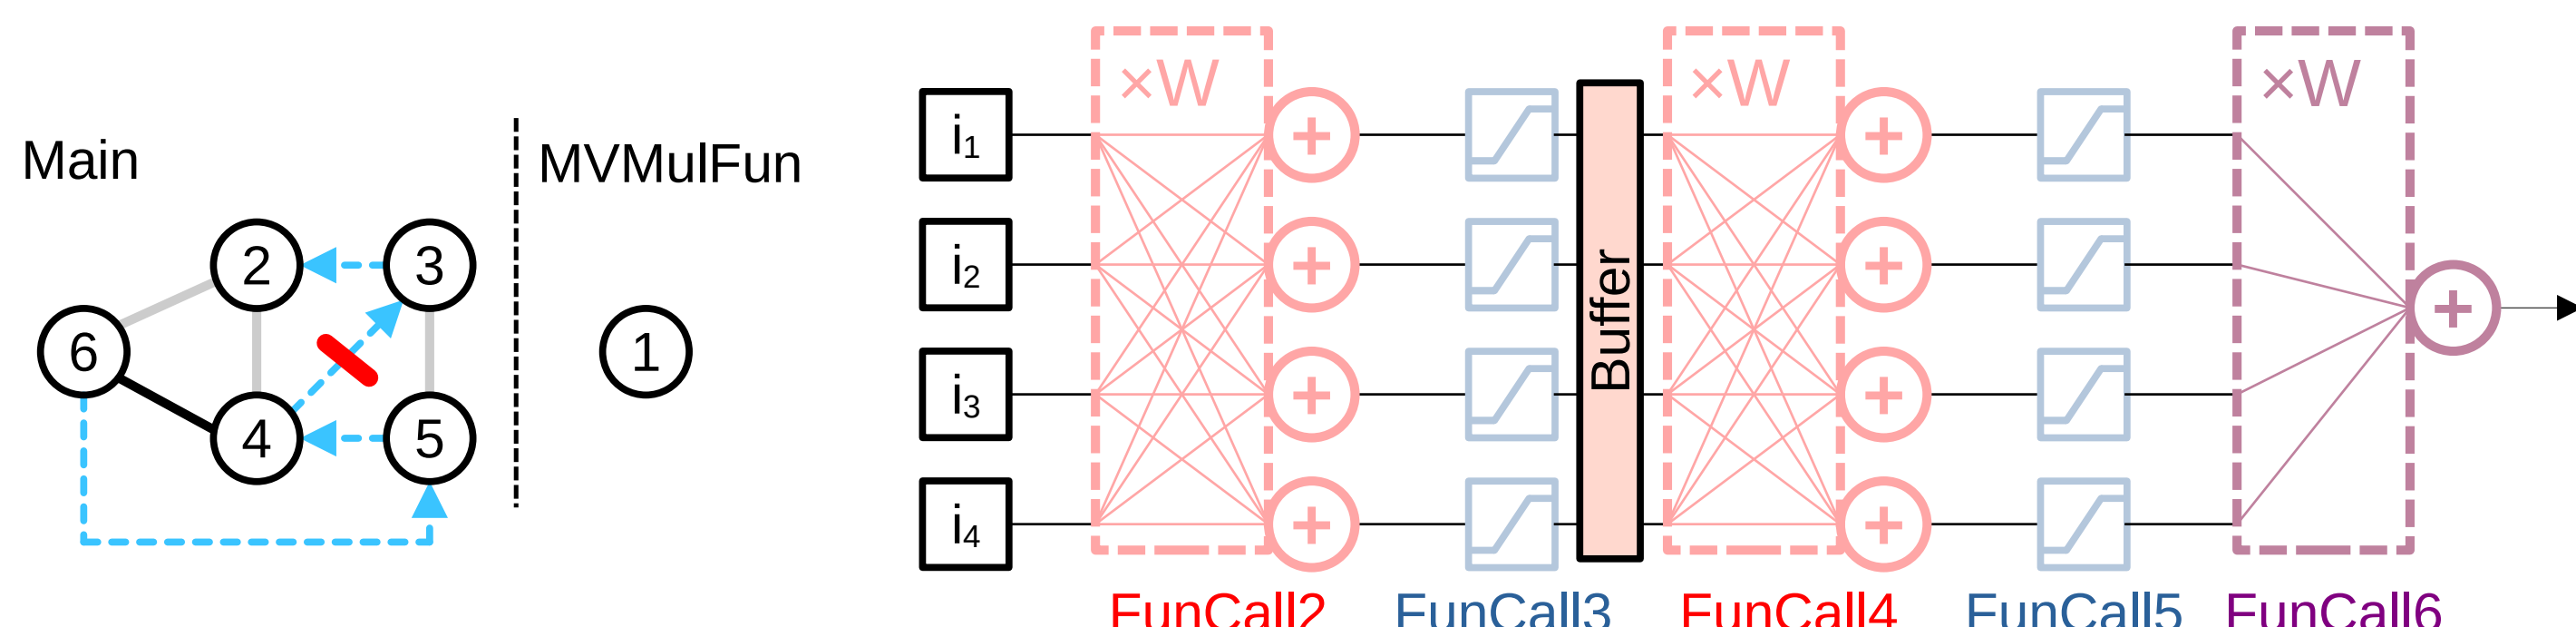 Main
MVMulFun
2
3
6
4
5
1
i1
i2
i3
i4
×W
Buffer
×W
×W
FunCall2
FunCall3
FunCall4
FunCall5
FunCall6